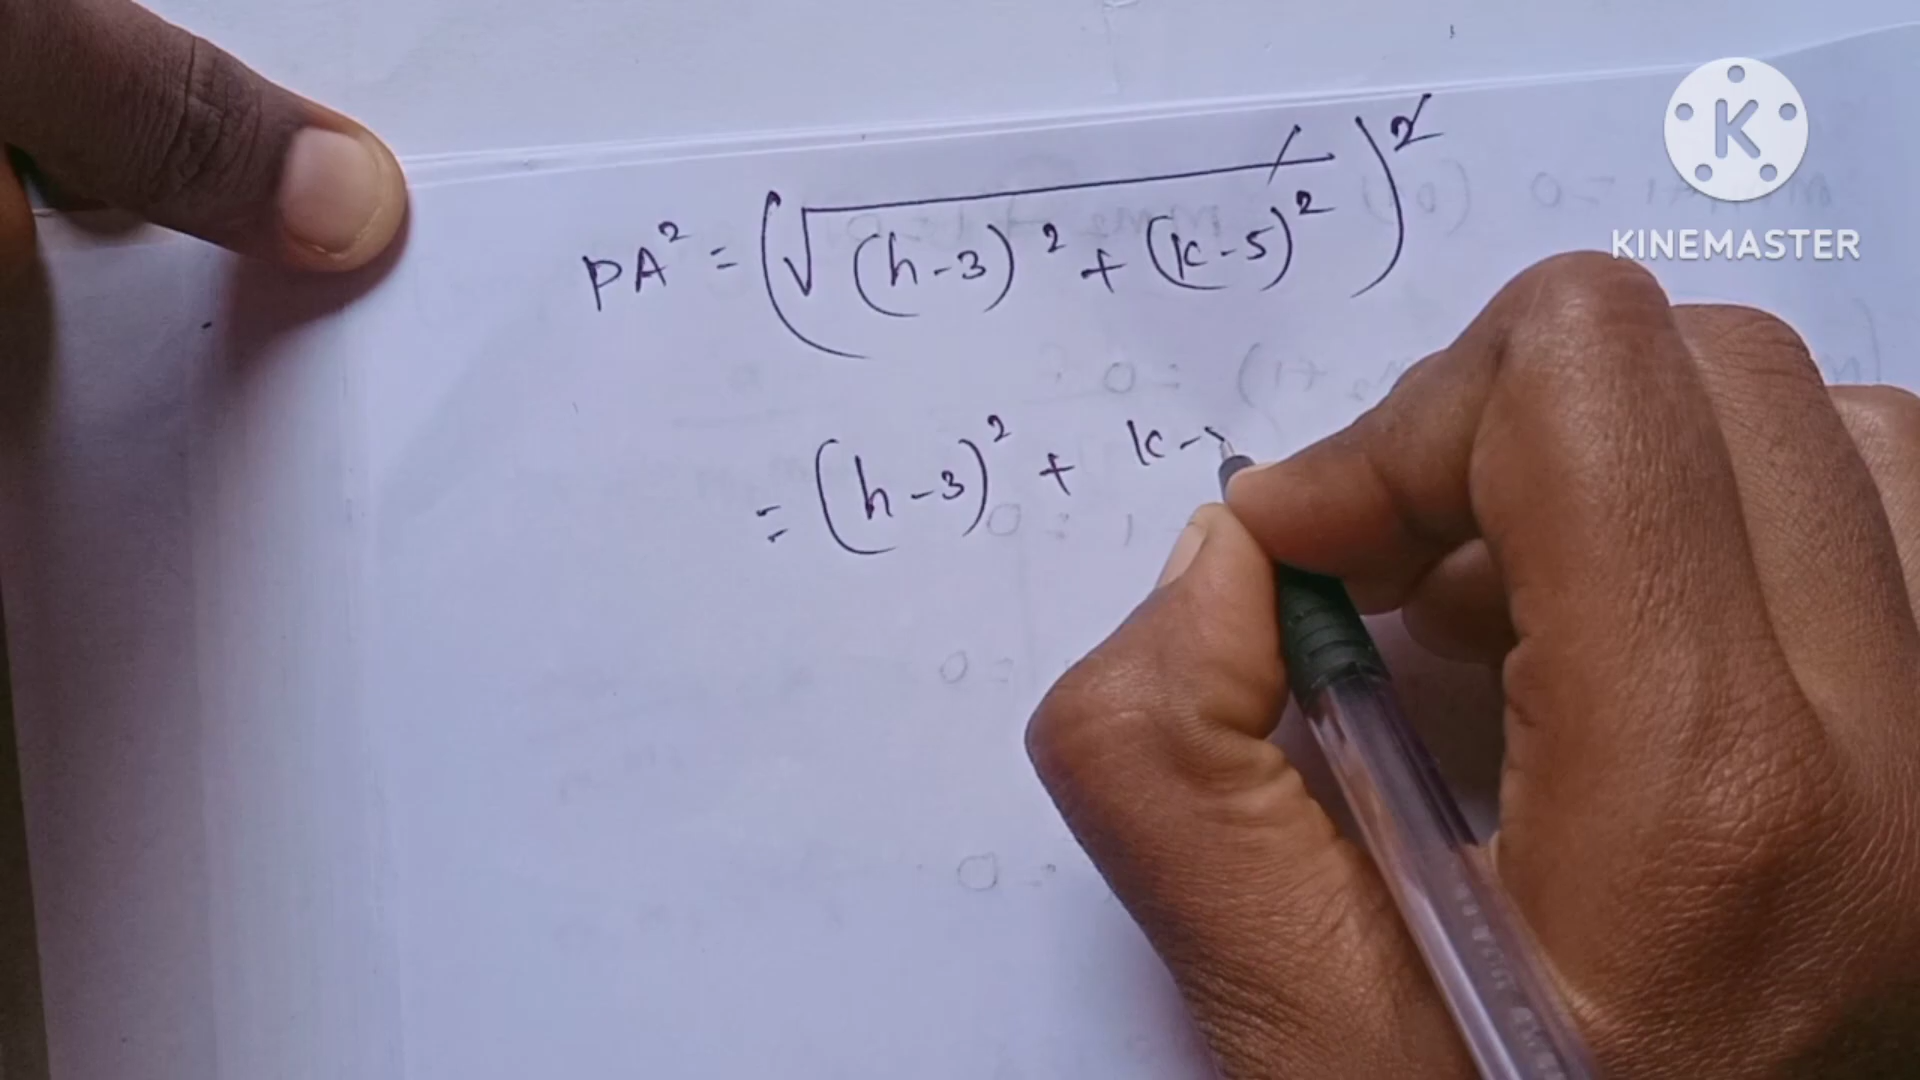 KINEMASTER
PA² = (√(h-3)² + (k-5)²)²
= (h-3)² + k-